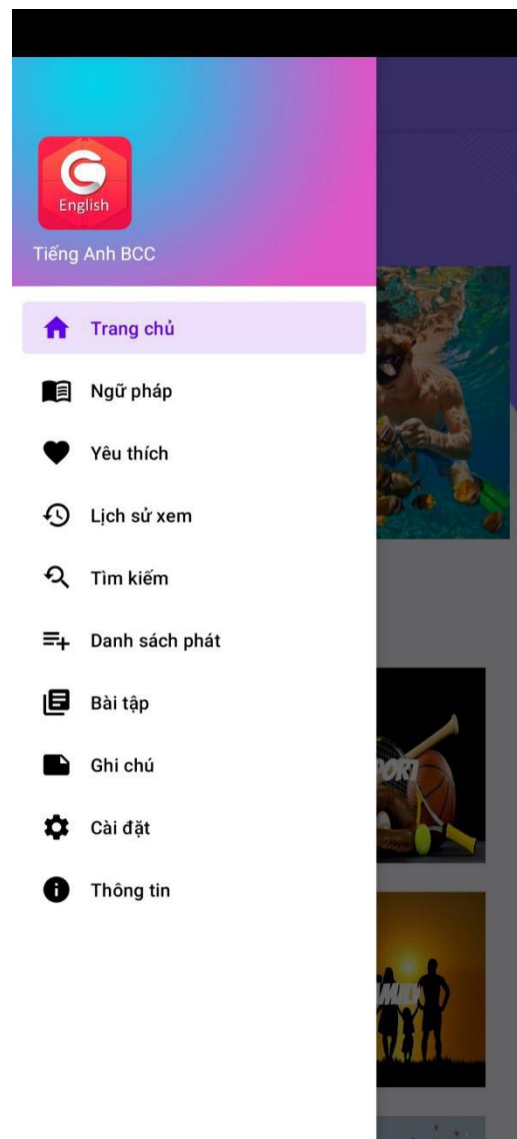 English
Tiếng Anh BCC
Trang chủ
Ngữ pháp
Yêu thích
Lịch sử xem
Tìm kiếm
Danh sách phát
Bài tập
Ghi chú
Cài đặt
Thông tin